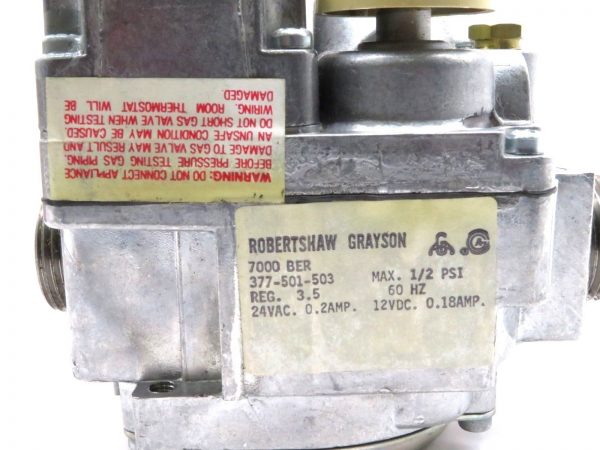 WARNING: DO NOT CONNECT APPLIANCE
BEFORE PRESSURE TESTING GAS PIPING.
DAMAGE TO GAS VALVE MAY RESULT AND
AN UNSAFE CONDITION MAY BE CAUSED.
DO NOT SHORT GAS VALVE WHEN TESTING
WIRING. ROOM THERMOSTAT WILL BE
DAMAGED
ROBERTSHAW GRAYSON
7000 BER
377-501-503 MAX. 1/2 PSI
REG. 3.5 60 HZ
24VAC. 0.2AMP. 12VDC. 0.18AMP.